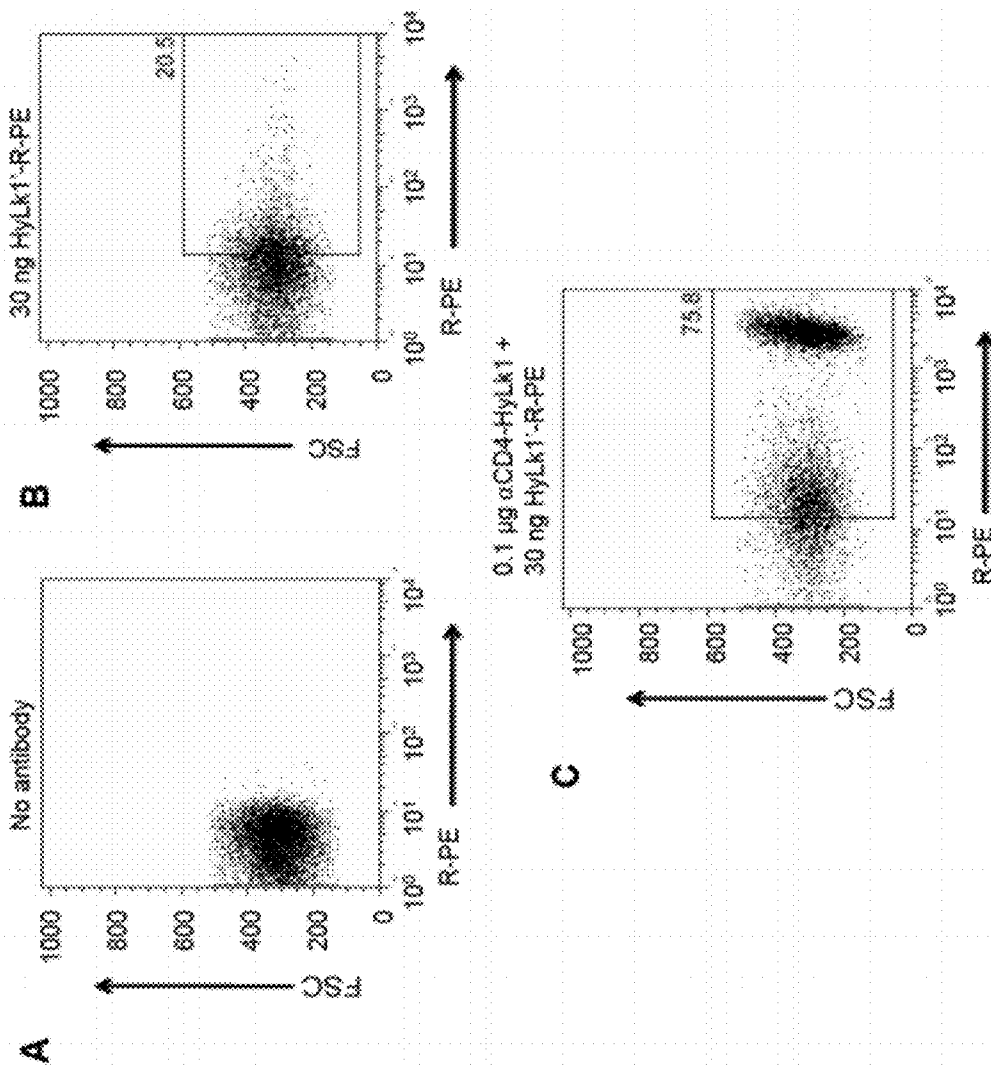 A
No antibody
1000
800
600
400
200
0
FSC
10⁰ 10¹ 10² 10³ 10⁴
R-PE
B
30 ng HyLk1'-R-PE
20.5
1000
800
600
400
200
0
FSC
10⁰ 10¹ 10² 10³ 10⁴
R-PE
C
0.1 µg αCD4-HyLk1 +
30 ng HyLk1'-R-PE
75.8
1000
800
600
400
200
0
FSC
10⁰ 10¹ 10² 10³ 10⁴
R-PE